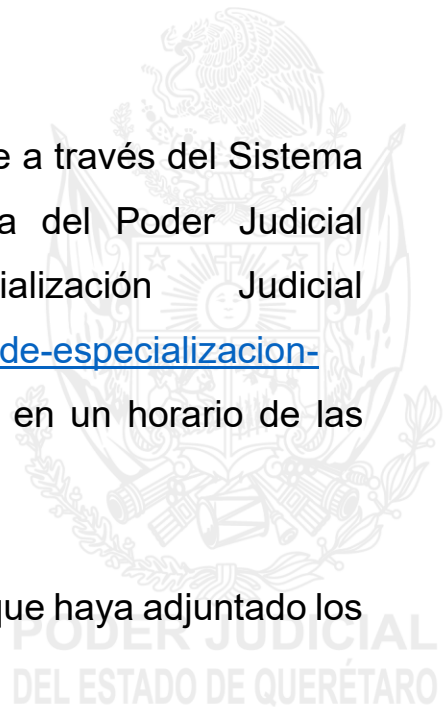 e a través del Sistema
a del Poder Judicial
ialización Judicial
de-especializacion-
en un horario de las
que haya adjuntado los
PODER JUDICIAL
DEL ESTADO DE QUERÉTARO